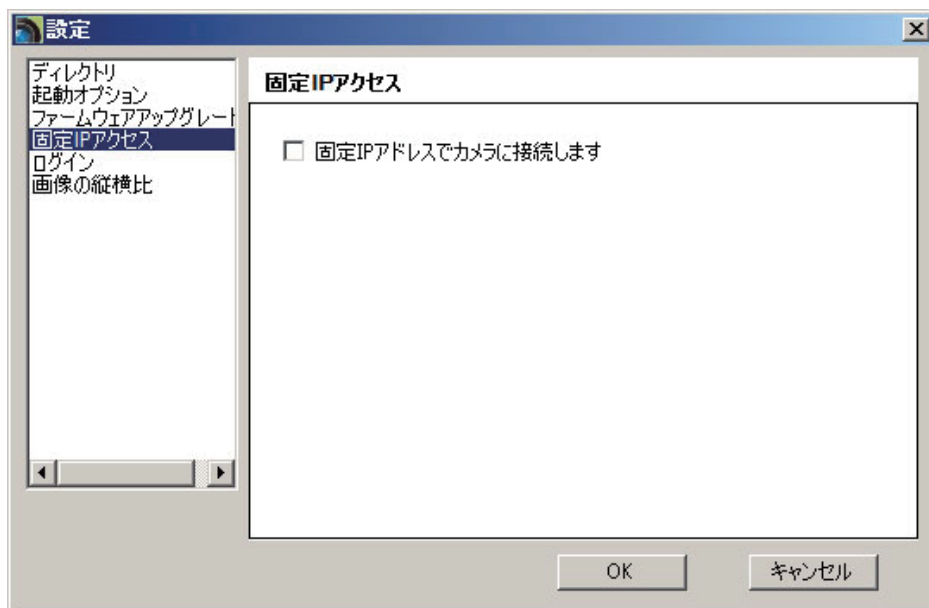 設定
ディレクトリ
起動オプション
ファームウェアアップグレード
固定IPアクセス
ログイン
画像の縦横比
固定IPアクセス
固定IPアドレスでカメラに接続します
OK
キャンセル